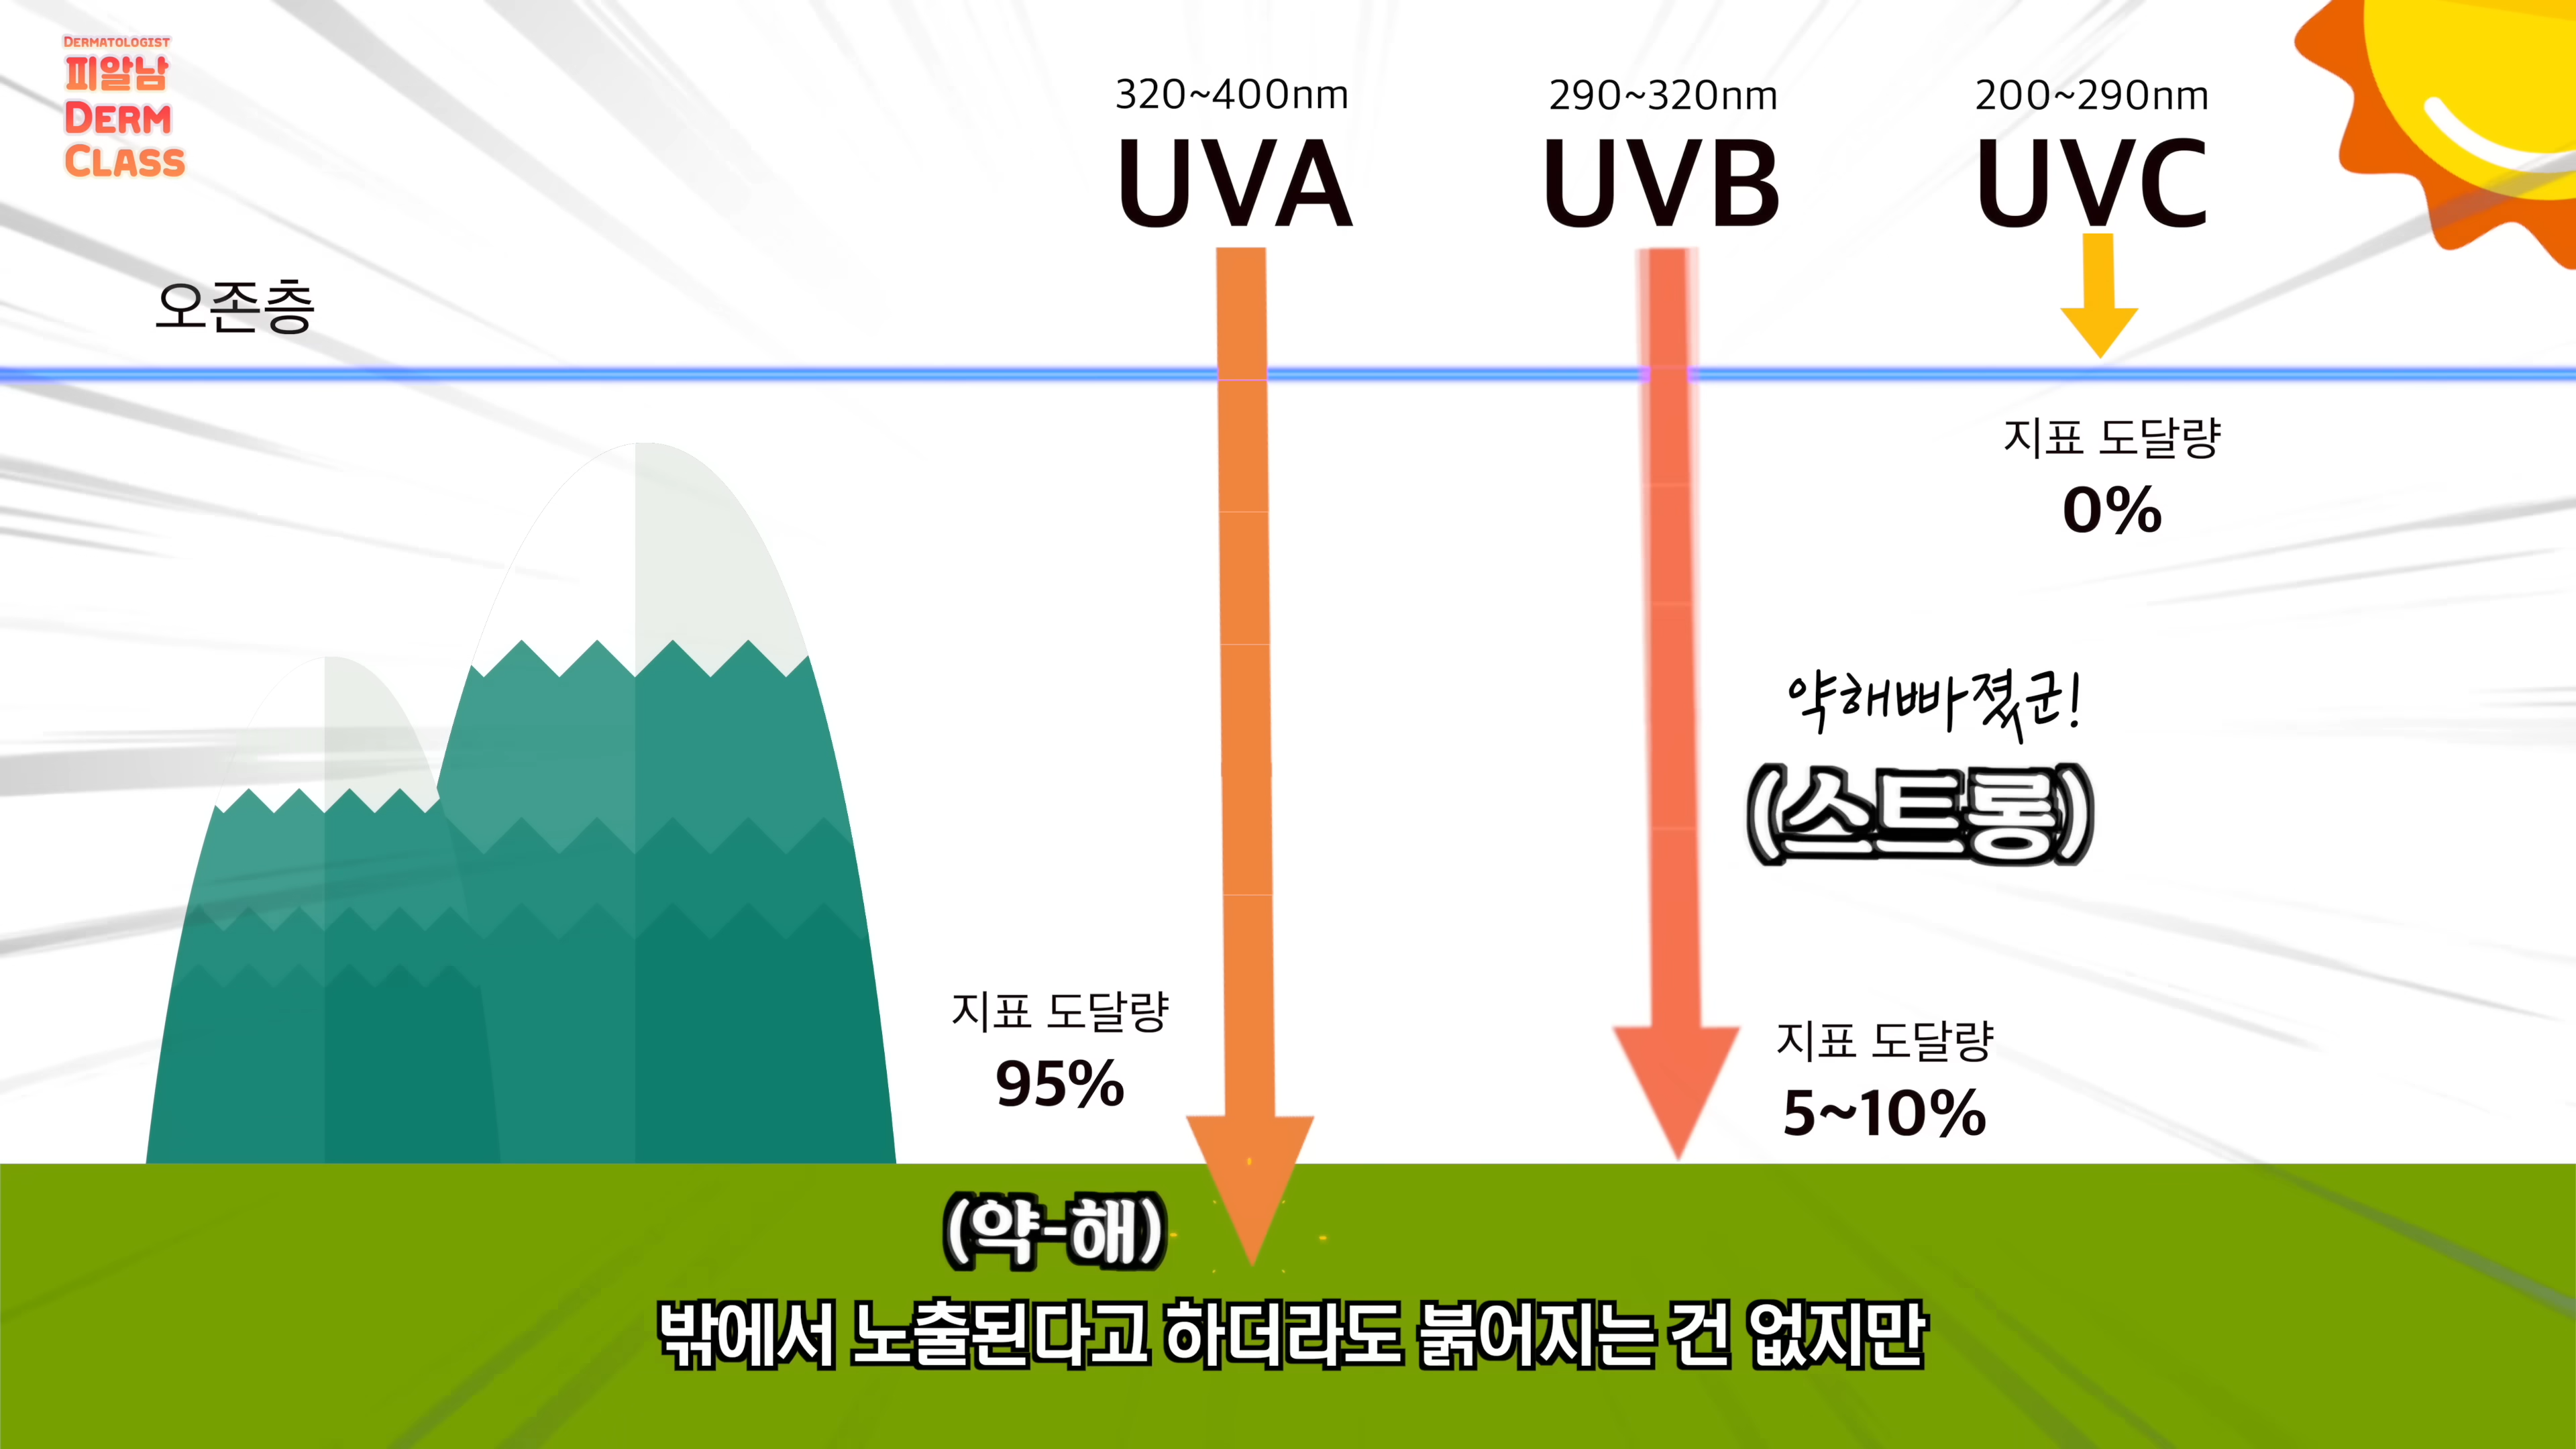 DERMATOLOGIST
피알남
DERM
CLASS
320~400nm
UVA
290~320nm
UVB
200~290nm
UVC
오존층
지표 도달량
0%
약해빠졌군!
(스트롱)
지표 도달량
95%
지표 도달량
5~10%
(약-해)
밖에서 노출된다고 하더라도 붉어지는 건 없지만